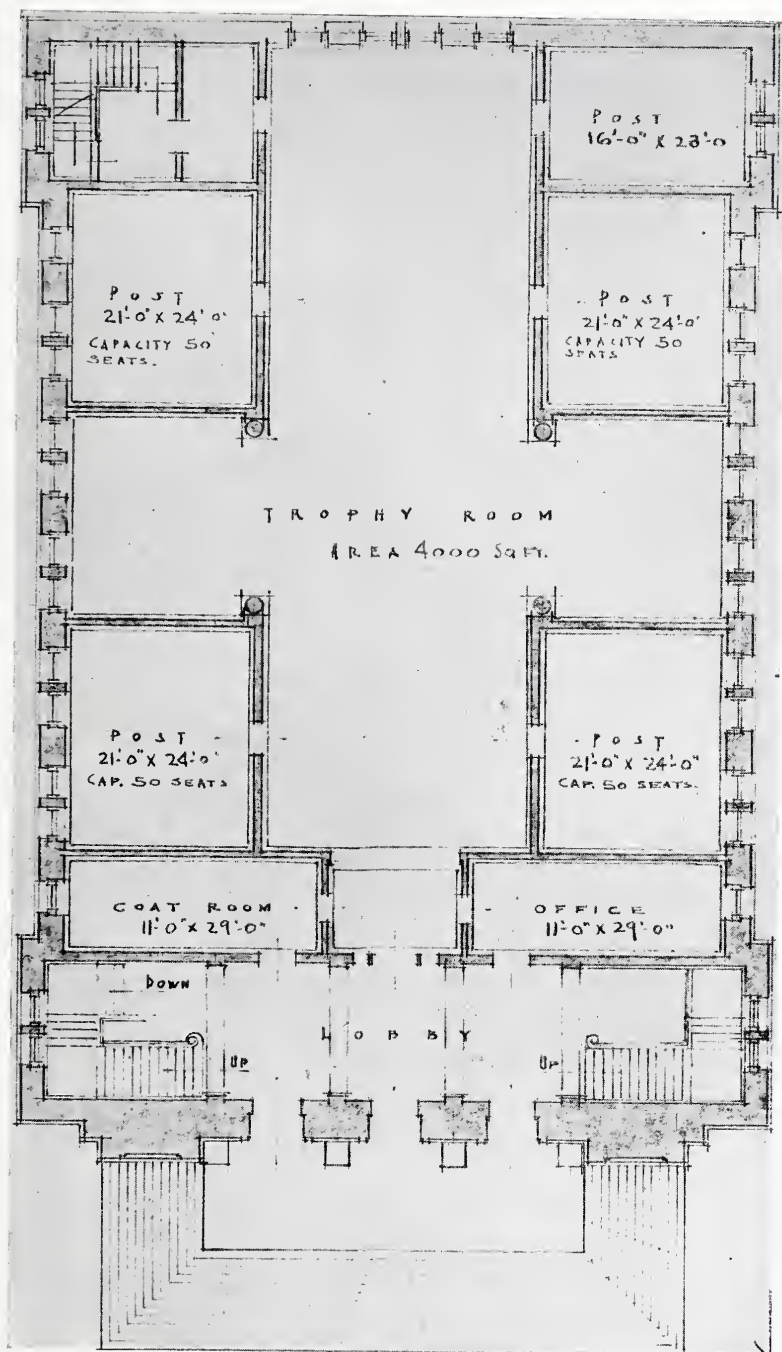 POST
16'-0" X 23'-0
POST
21'-0" X 24'-0"
CAPACITY 50
SEATS.
POST
21'-0" X 24'-0"
CAPACITY 50
SEATS
TROPHY ROOM
AREA 4000 SQ FT.
POST
21'-0" X 24'-0"
CAP. 50 SEATS
POST
21'-0" X 24'-0"
CAP. 50 SEATS.
COAT ROOM
11'-0" X 29'-0"
OFFICE
11'-0" X 29'-0"
DOWN
LOBBY
UP
UP